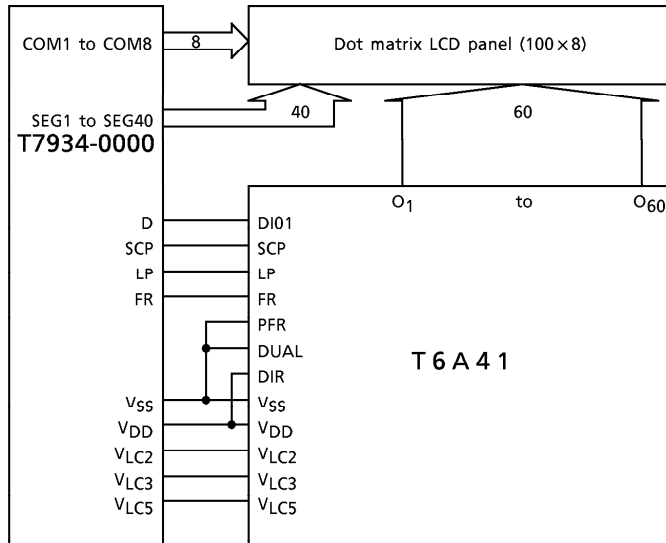 COM1 to COM8
8
Dot matrix LCD panel (100×8)
SEG1 to SEG40
40
60
T7934-0000
O1 to O60
D
DI01
SCP
SCP
LP
LP
FR
FR
PFR
DUAL
T6A41
DIR
VSS
VSS
VDD
VDD
VLC2
VLC2
VLC3
VLC3
VLC5
VLC5